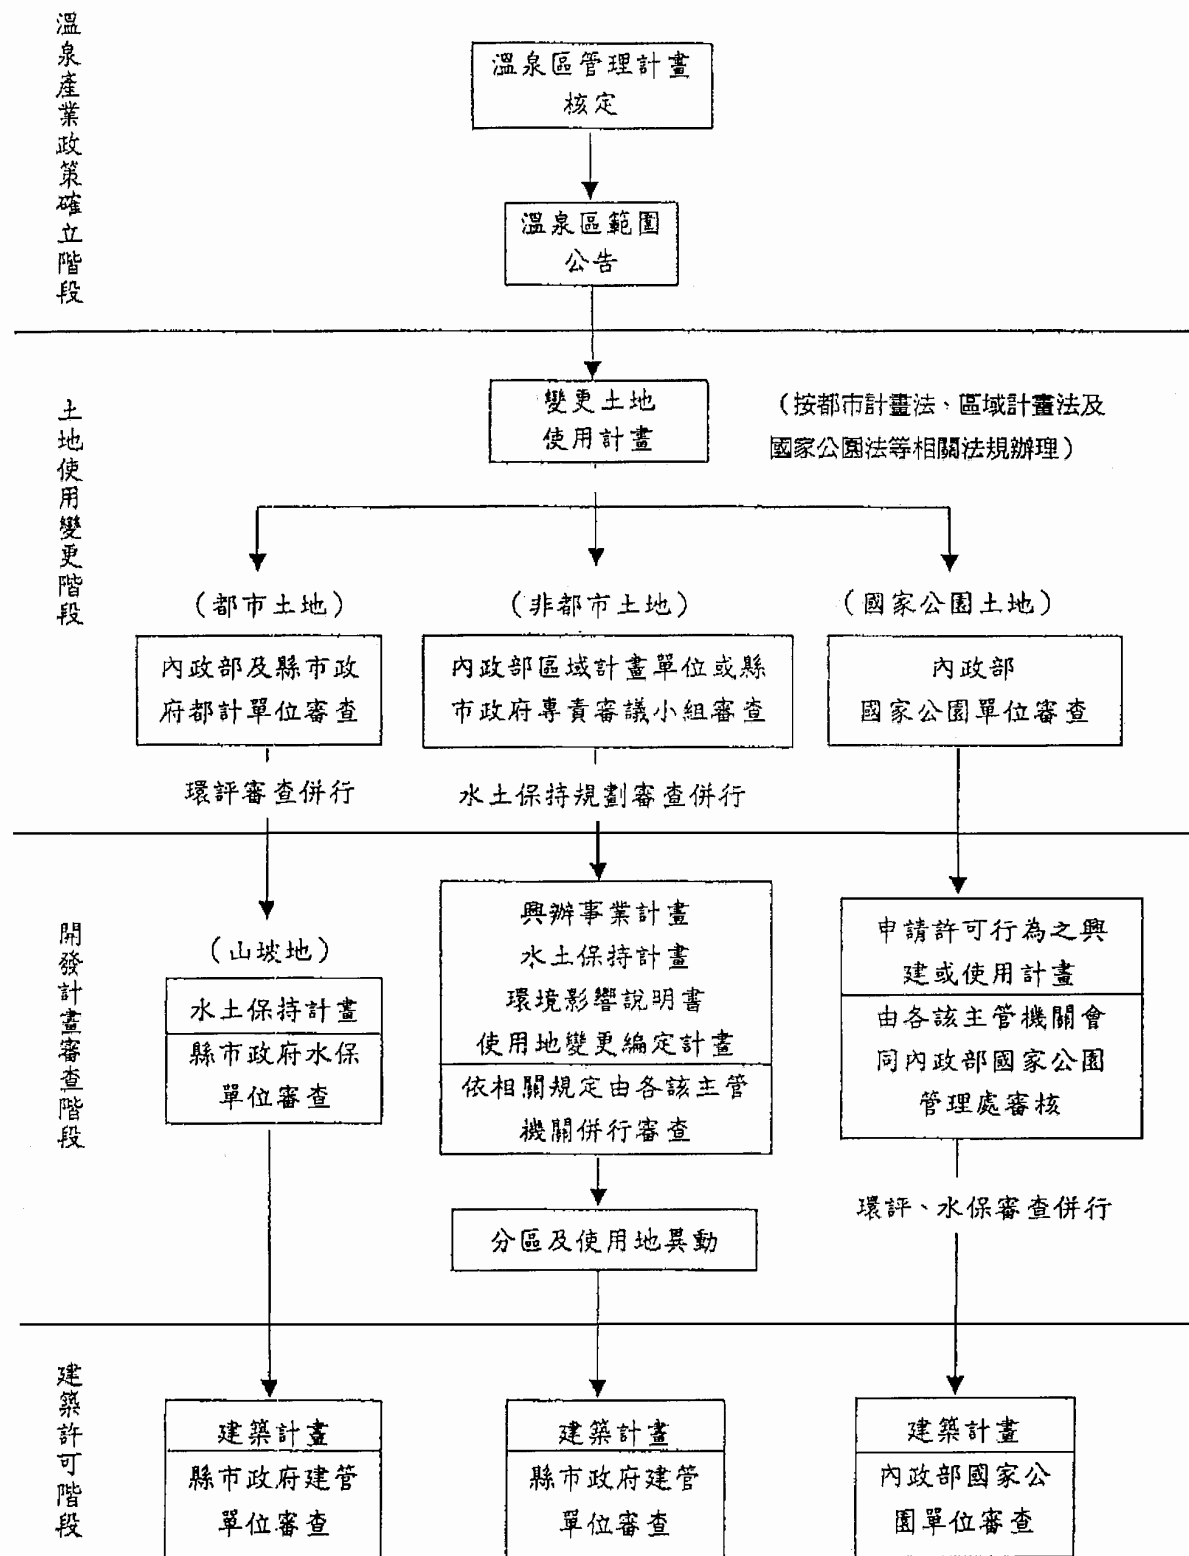 溫泉產業政策確立階段
溫泉區管理計畫
核定
溫泉區範圍
公告
土地使用變更階段
變更土地
使用計畫
（按都市計畫法、區域計畫法及
國家公園法等相關法規辦理）
（都市土地）
（非都市土地）
（國家公園土地）
內政部及縣市政
府都計單位審查
內政部區域計畫單位或縣
市政府專責審議小組審查
內政部
國家公園單位審查
環評審查併行
水土保持規劃審查併行
開發計畫審查階段
（山坡地）
水土保持計畫
縣市政府水保
單位審查
興辦事業計畫
水土保持計畫
環境影響說明書
使用地變更編定計畫
依相關規定由各該主管
機關併行審查
分區及使用地異動
申請許可行為之興
建或使用計畫
由各該主管機關會
同內政部國家公園
管理處審核
環評、水保審查併行
建築許可階段
建築計畫
縣市政府建管
單位審查
建築計畫
縣市政府建管
單位審查
建築計畫
內政部國家公
園單位審查